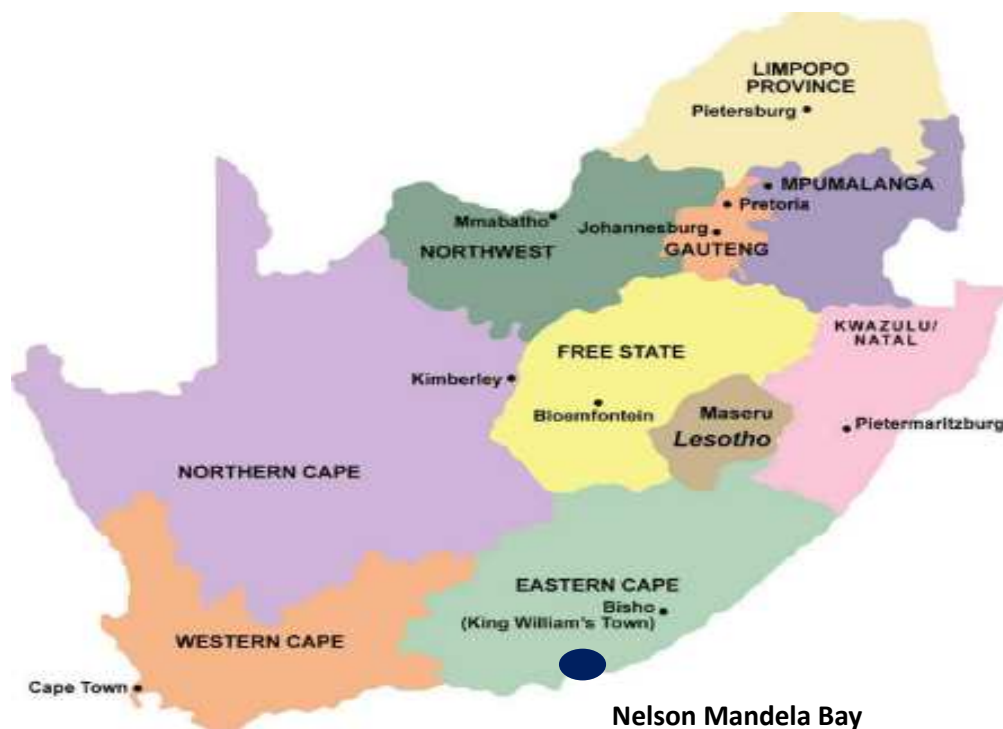 LIMPOPO
PROVINCE
Pietersburg
MPUMALANGA
Pretoria
Mmabatho
Johannesburg
NORTHWEST
GAUTENG
KWAZULU/
NATAL
FREE STATE
Kimberley
Bloemfontein
Maseru
Lesotho
Pietermaritzburg
NORTHERN CAPE
EASTERN CAPE
Bisho
(King William's Town)
WESTERN CAPE
Cape Town
Nelson Mandela Bay